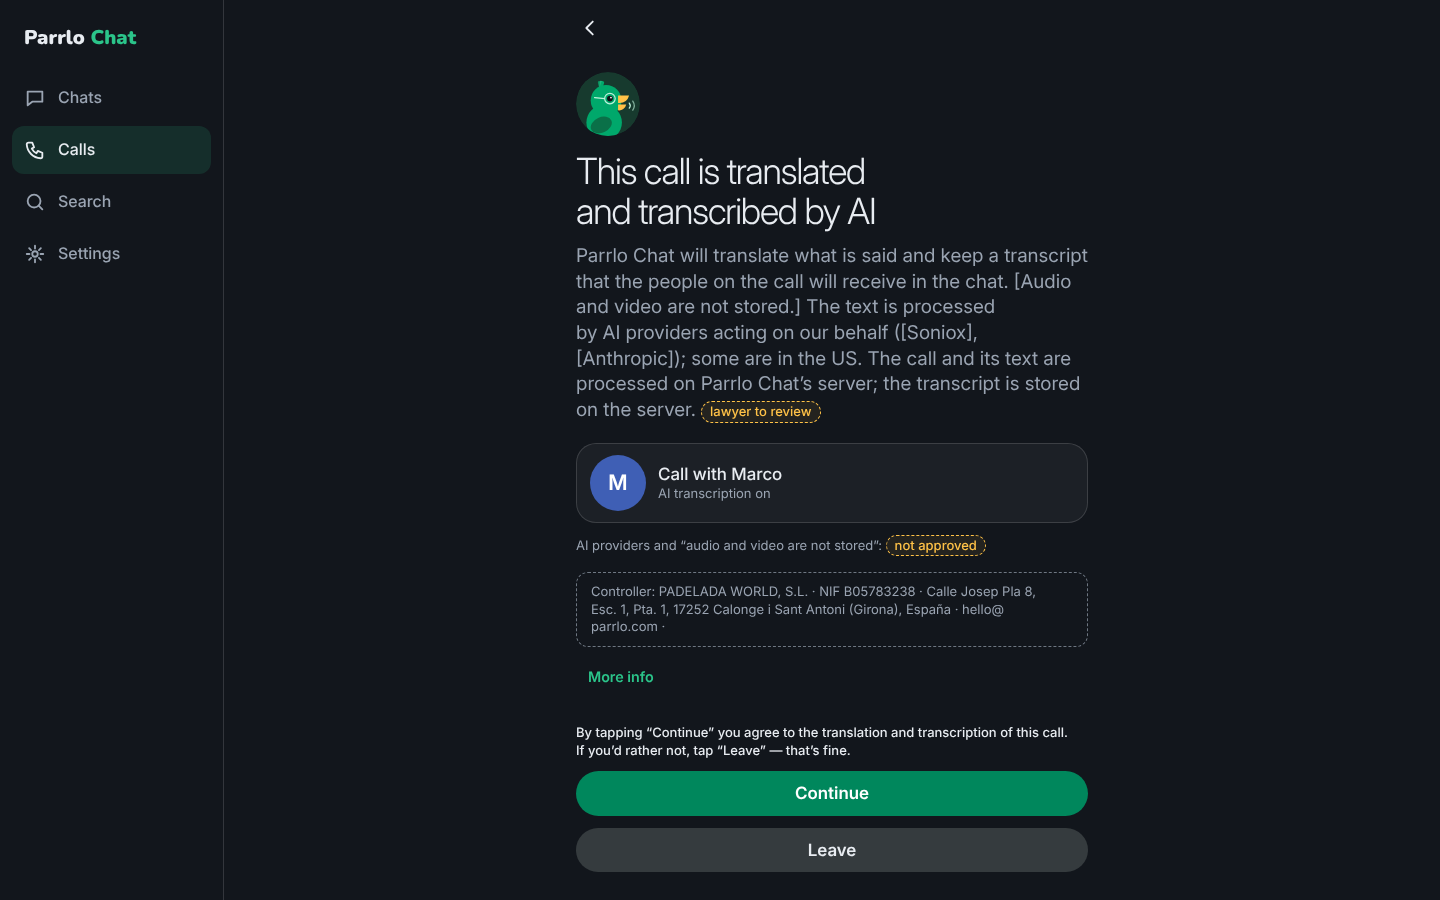 Parrlo Chat
Chats
Calls
Search
Settings
This call is translated
and transcribed by AI
Parrlo Chat will translate what is said and keep a transcript
that the people on the call will receive in the chat. [Audio
and video are not stored.] The text is processed
by AI providers acting on our behalf ([Soniox],
[Anthropic]); some are in the US. The call and its text are
processed on Parrlo Chat’s server; the transcript is stored
on the server. lawyer to review
M
Call with Marco
AI transcription on
AI providers and “audio and video are not stored”: not approved
Controller: PADELADA WORLD, S.L. · NIF B05783238 · Calle Josep Pla 8,
Esc. 1, Pta. 1, 17252 Calonge i Sant Antoni (Girona), España · hello@
parrlo.com ·
More info
By tapping “Continue” you agree to the translation and transcription of this call.
If you’d rather not, tap “Leave” — that’s fine.
Continue
Leave